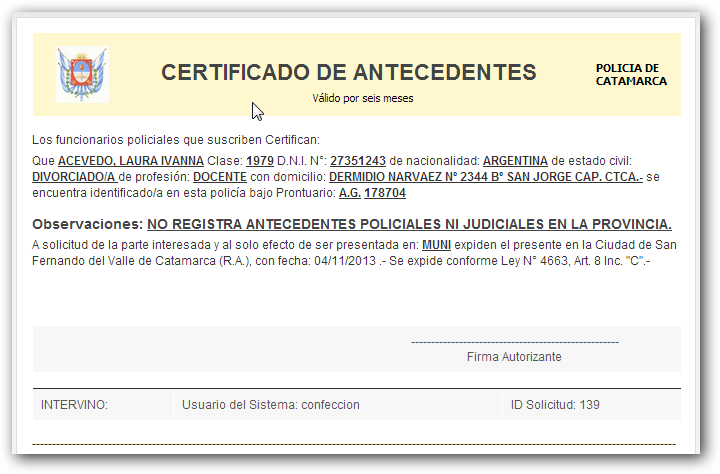 CERTIFICADO DE ANTECEDENTES
Válido por seis meses
POLICIA DE
CATAMARCA
Los funcionarios policiales que suscriben Certifican:
Que ACEVEDO, LAURA IVANNA Clase: 1979 D.N.I. N°: 27351243 de nacionalidad: ARGENTINA de estado civil:
DIVORCIADO/A de profesión: DOCENTE con domicilio: DERMIDIO NARVAEZ Nº 2344 Bº SAN JORGE CAP. CTCA.- se
encuentra identificado/a en esta policía bajo Prontuario: A.G. 178704
Observaciones: NO REGISTRA ANTECEDENTES POLICIALES NI JUDICIALES EN LA PROVINCIA.
A solicitud de la parte interesada y al solo efecto de ser presentada en: MUNI expiden el presente en la Ciudad de San
Fernando del Valle de Catamarca (R.A.), con fecha: 04/11/2013 .- Se expide conforme Ley N° 4663, Art. 8 Inc. "C".-
Firma Autorizante
INTERVINO:
Usuario del Sistema: confeccion
ID Solicitud: 139